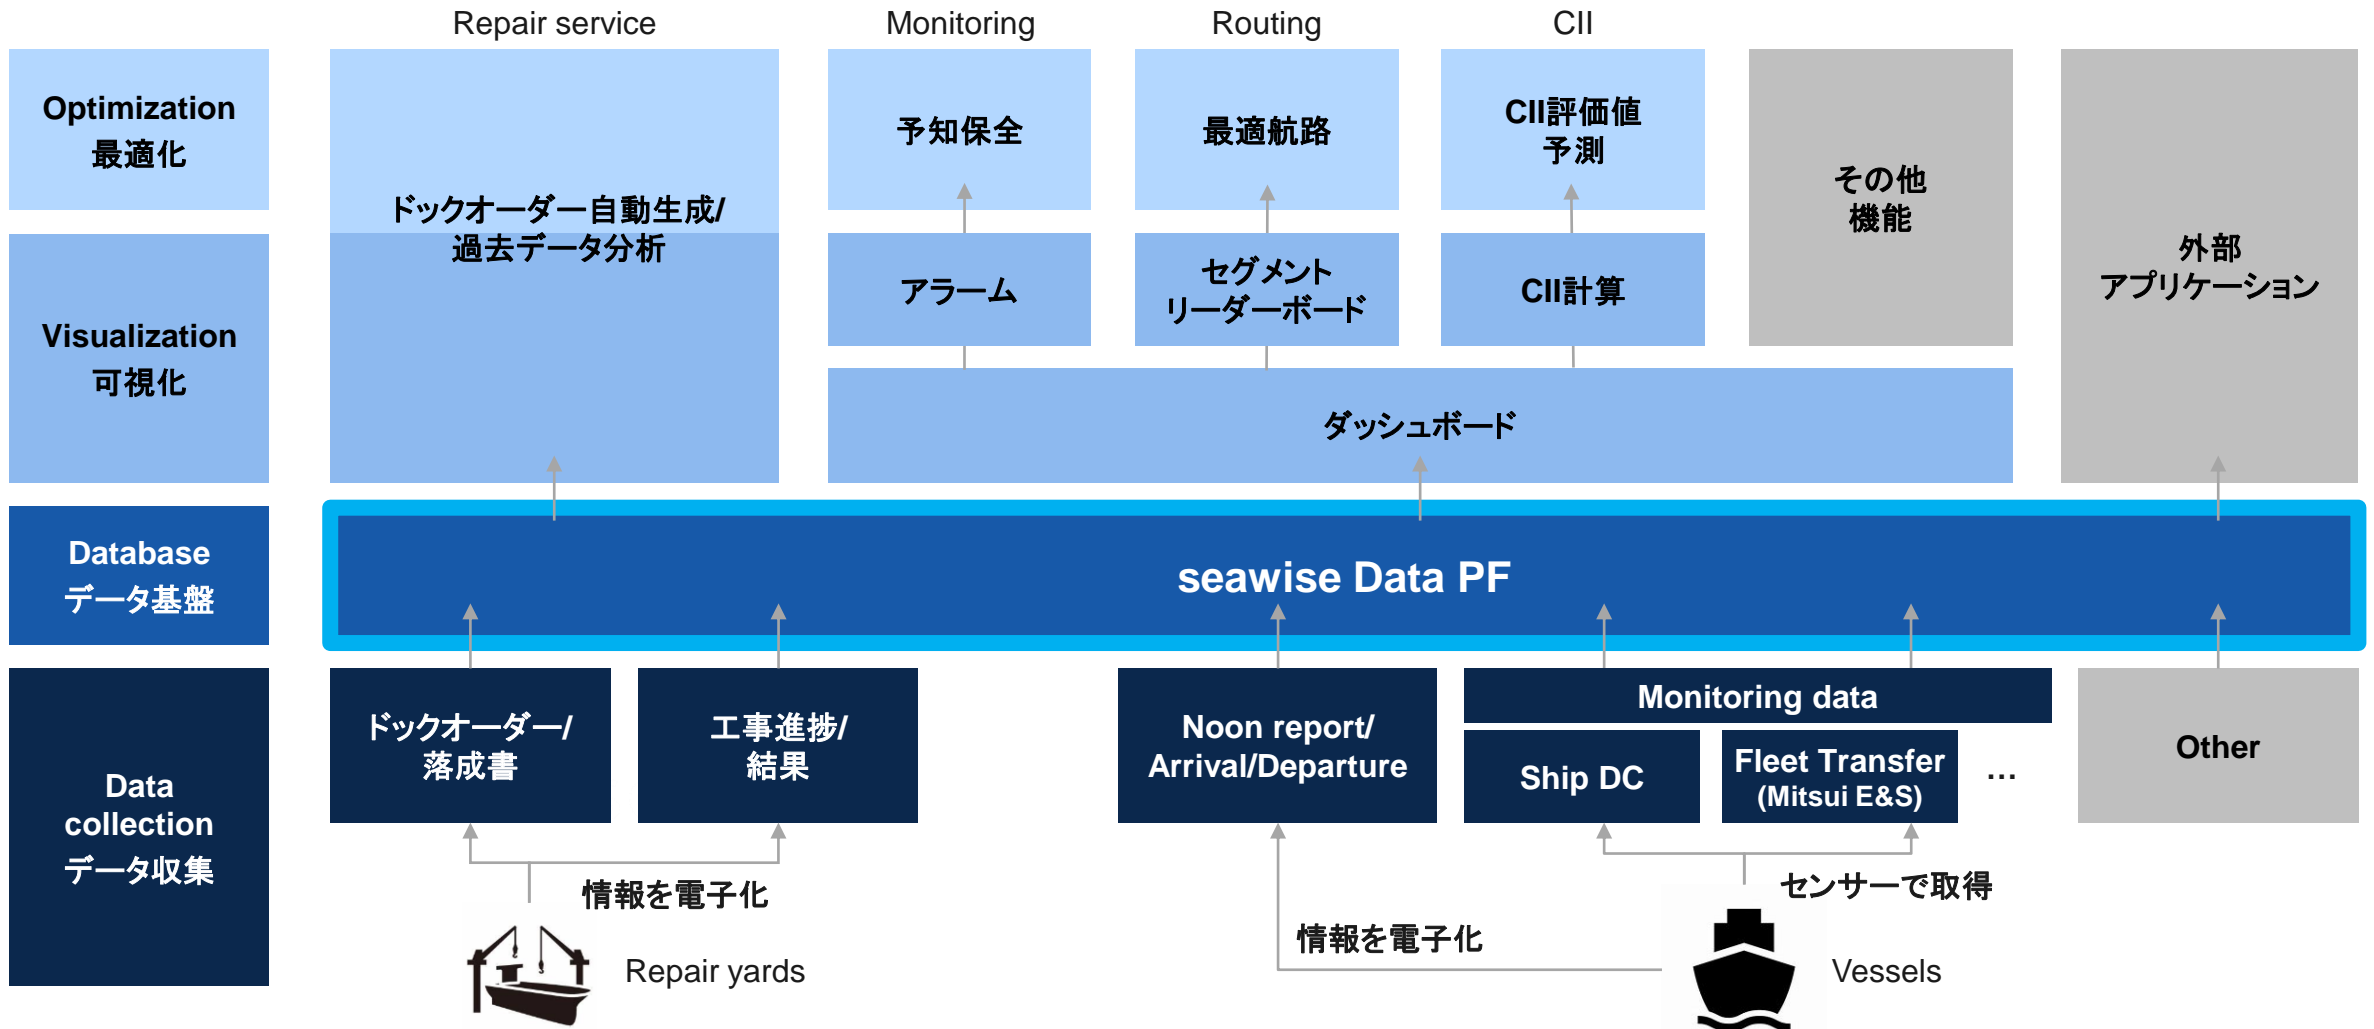 Repair service
Monitoring
Routing
CII
Optimization
最適化
ドックオーダー自動生成/
過去データ分析
予知保全
最適航路
CII評価値
予測
その他
機能
外部
アプリケーション
Visualization
可視化
アラーム
セグメント
リーダーボード
CII計算
ダッシュボード
Database
データ基盤
seawise Data PF
Data
collection
データ収集
ドックオーダー/
落成書
工事進捗/
結果
Noon report/
Arrival/Departure
Monitoring data
Ship DC
Fleet Transfer
(Mitsui E&S)
...
Other
情報を電子化
Repair yards
情報を電子化
センサーで取得
Vessels